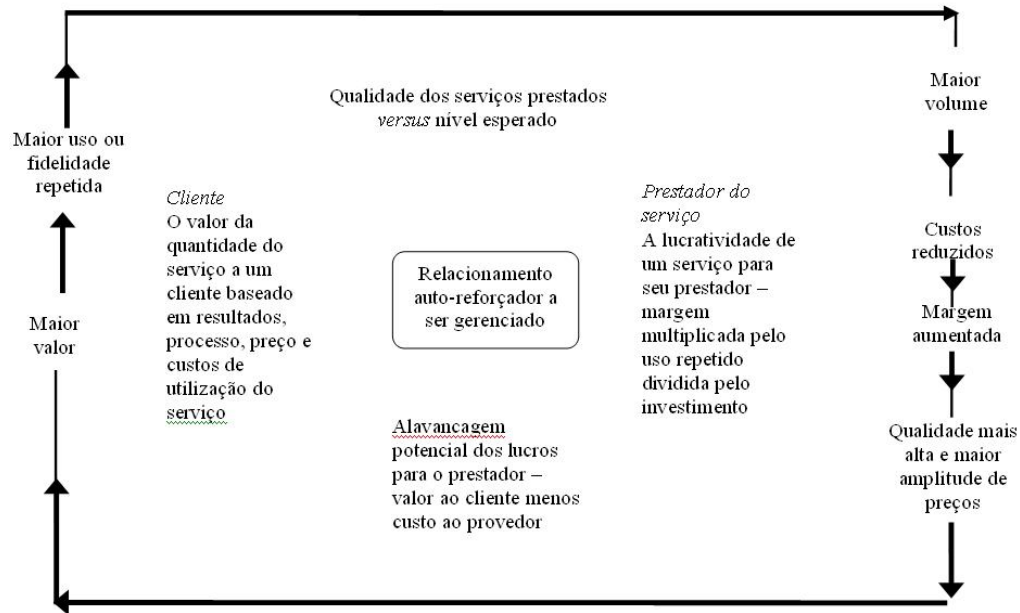 Qualidade dos serviços prestados
versus nível esperado
Maior
volume
Maior uso ou
fidelidade
repetida
Cliente
O valor da
quantidade do
serviço a um
cliente baseado
em resultados,
processo, preço e
custos de
utilização do
serviço
Relacionamento
auto-reforçador a
ser gerenciado
Prestador do
serviço
A lucratividade de
um serviço para
seu prestador –
margem
multiplicada pelo
uso repetido
dividida pelo
investimento
Custos
reduzidos
Maior
valor
Margem
aumentada
Alavancagem
potencial dos lucros
para o prestador –
valor ao cliente menos
custo ao provedor
Qualidade mais
alta e maior
amplitude de
preços